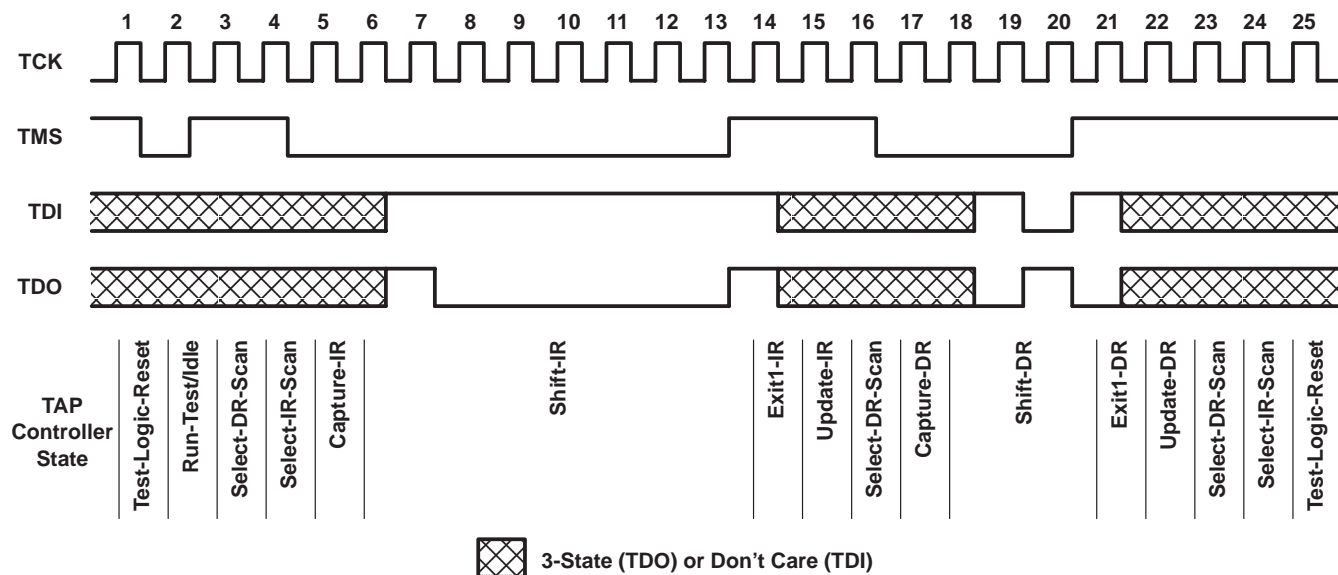 1 2 3 4 5 6 7 8 9 10 11 12 13 14 15 16 17 18 19 20 21 22 23 24 25
TCK
TMS
TDI
TDO
TAP
Controller
State
Test-Logic-Reset
Run-Test/Idle
Select-DR-Scan
Select-IR-Scan
Capture-IR
Shift-IR
Exit1-IR
Update-IR
Select-DR-Scan
Capture-DR
Shift-DR
Exit1-DR
Update-DR
Select-DR-Scan
Select-IR-Scan
Test-Logic-Reset
3-State (TDO) or Don't Care (TDI)